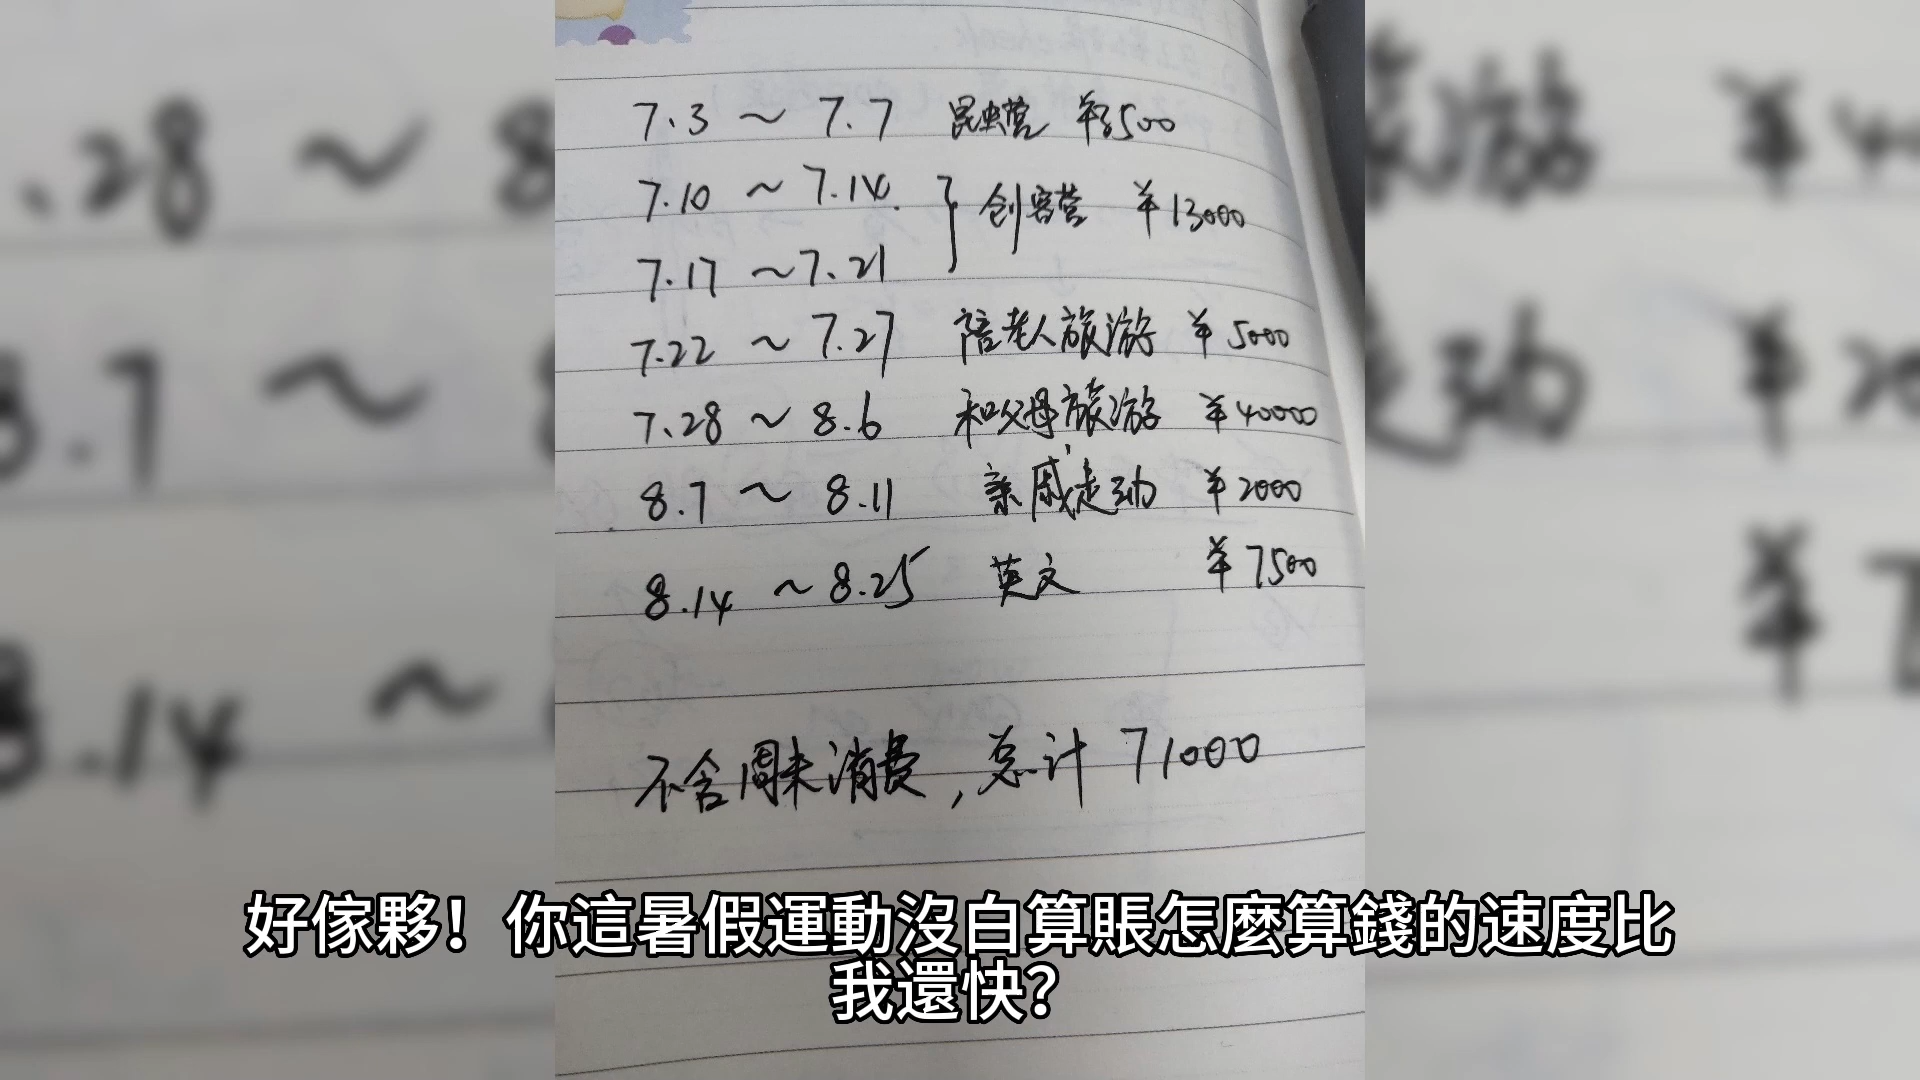 7.3 ~ 7.7 昆虫营 ¥3500
7.10 ~ 7.14. } 创客营 ¥13000
7.17 ~ 7.21
7.22 ~ 7.27 陪老人旅游 ¥5000
7.28 ~ 8.6 和父母旅游 ¥40000
8.7 ~ 8.11 亲戚走动 ¥2000
8.14 ~ 8.25 英文 ¥7500
不含周末消费，总计 71000
好傢夥！你這暑假運動沒白算賬怎麼算錢的速度比
我還快？